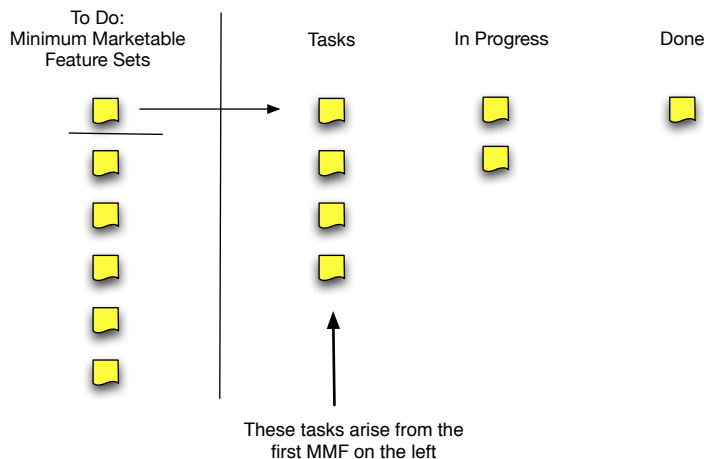 To Do:
Minimum Marketable
Feature Sets
Tasks
In Progress
Done
These tasks arise from the
first MMF on the left